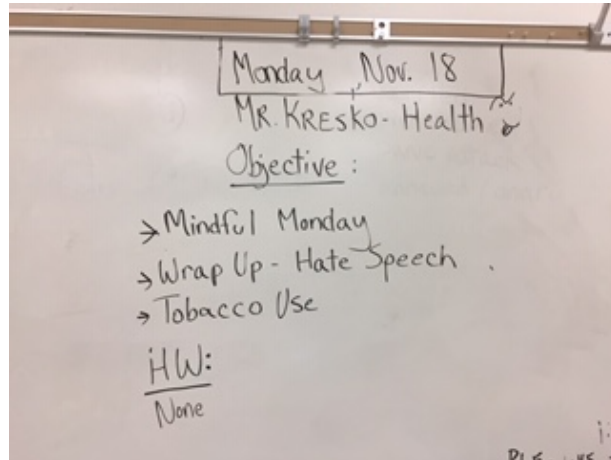 Monday, Nov. 18
MR. KRESKO - Health
Objective:
→ Mindful Monday
→ Wrap Up - Hate Speech
→ Tobacco Use
HW:
None